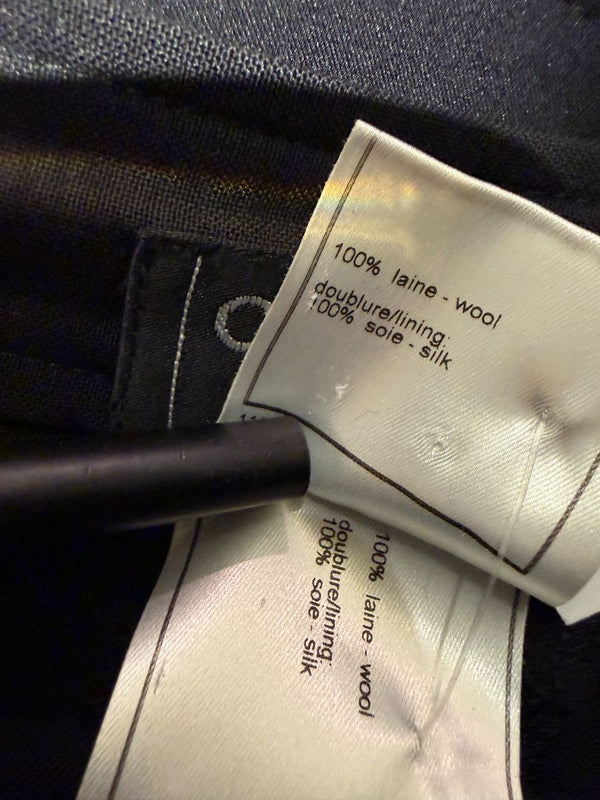 100% laine - wool
doublure/lining:
100% soie - silk
100% laine - wool
doublure/lining:
100% soie - silk